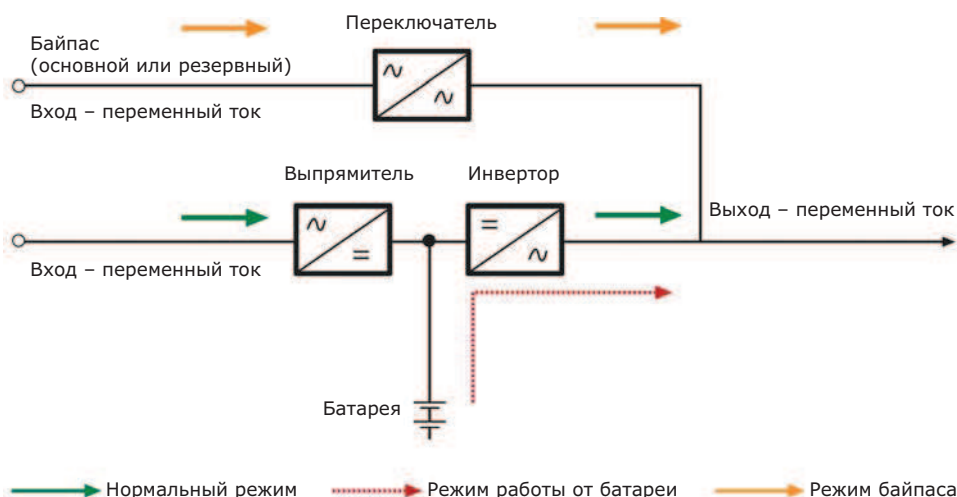 Переключатель
Байпас
(основной или резервный)
Вход – переменный ток
Выпрямитель
Инвертор
Выход – переменный ток
Вход – переменный ток
Батарея
Нормальный режим
Режим работы от батареи
Режим байпаса